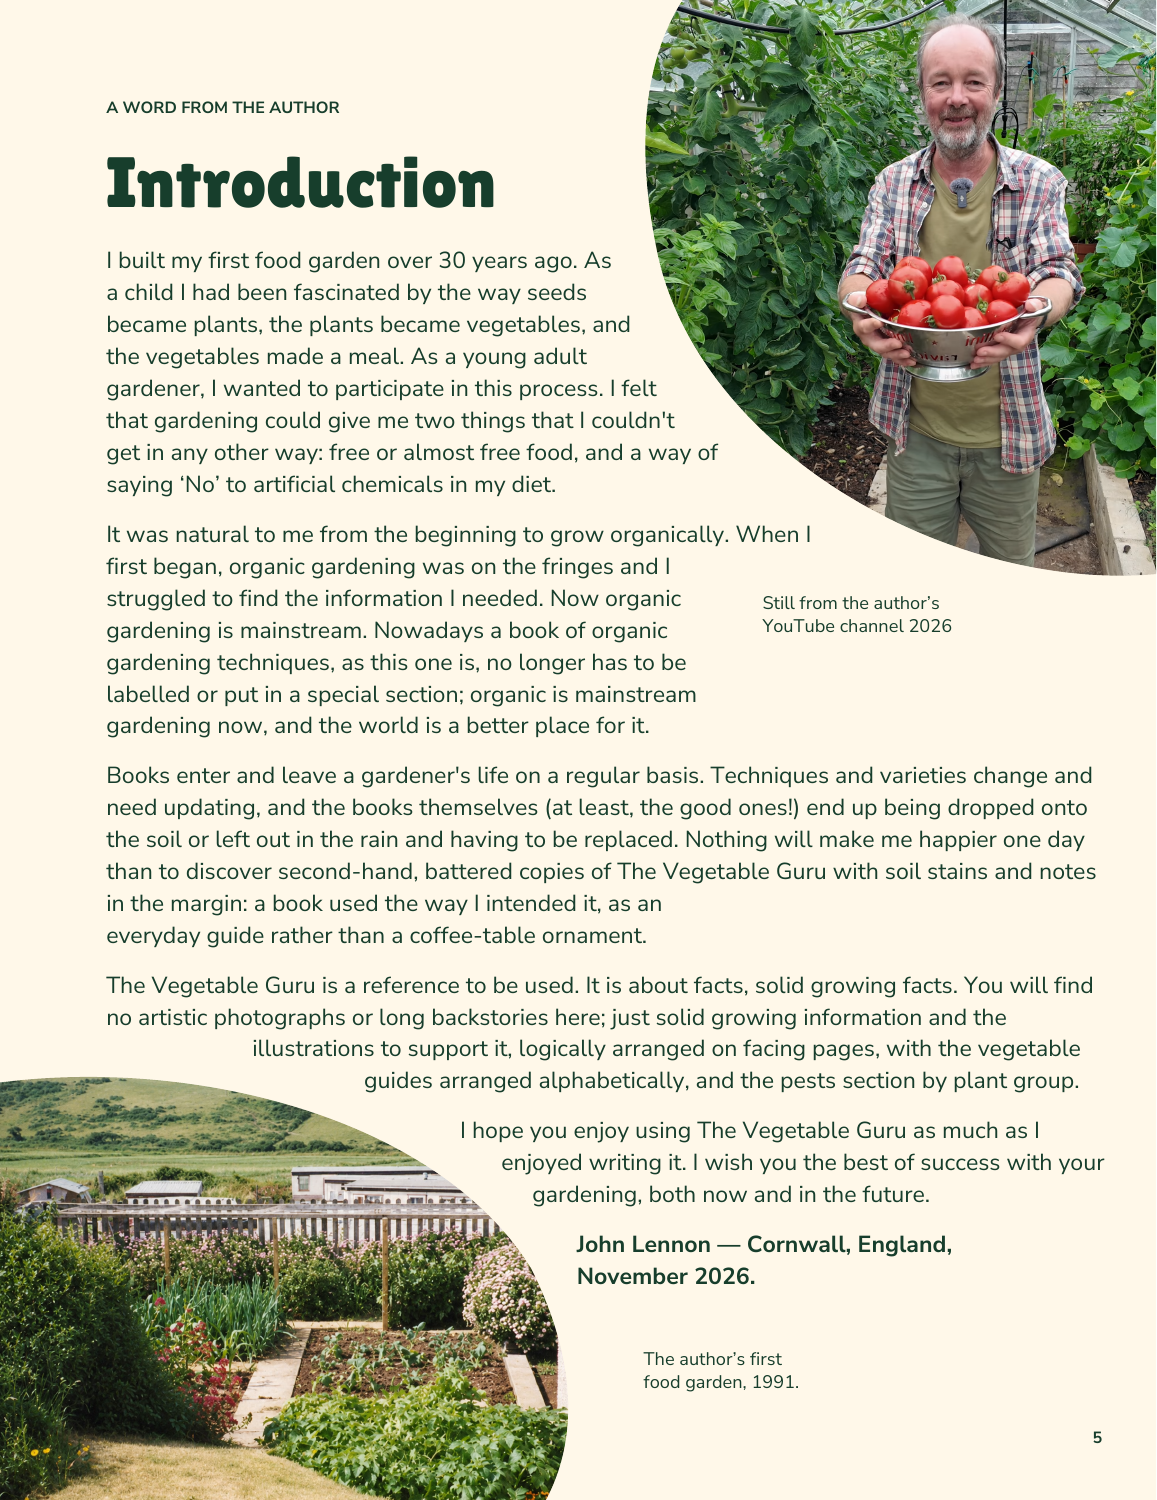 A WORD FROM THE AUTHOR
Introduction
I built my first food garden over 30 years ago. As
a child I had been fascinated by the way seeds
became plants, the plants became vegetables, and
the vegetables made a meal. As a young adult
gardener, I wanted to participate in this process. I felt
that gardening could give me two things that I couldn't
get in any other way: free or almost free food, and a way of
saying ‘No’ to artificial chemicals in my diet.
It was natural to me from the beginning to grow organically. When I
first began, organic gardening was on the fringes and I
struggled to find the information I needed. Now organic
gardening is mainstream. Nowadays a book of organic
gardening techniques, as this one is, no longer has to be
labelled or put in a special section; organic is mainstream
gardening now, and the world is a better place for it.
Still from the author’s
YouTube channel 2026
Books enter and leave a gardener's life on a regular basis. Techniques and varieties change and
need updating, and the books themselves (at least, the good ones!) end up being dropped onto
the soil or left out in the rain and having to be replaced. Nothing will make me happier one day
than to discover second-hand, battered copies of The Vegetable Guru with soil stains and notes
in the margin: a book used the way I intended it, as an
everyday guide rather than a coffee-table ornament.
The Vegetable Guru is a reference to be used. It is about facts, solid growing facts. You will find
no artistic photographs or long backstories here; just solid growing information and the
illustrations to support it, logically arranged on facing pages, with the vegetable
guides arranged alphabetically, and the pests section by plant group.
I hope you enjoy using The Vegetable Guru as much as I
enjoyed writing it. I wish you the best of success with your
gardening, both now and in the future.
John Lennon — Cornwall, England,
November 2026.
The author’s first
food garden, 1991.
5